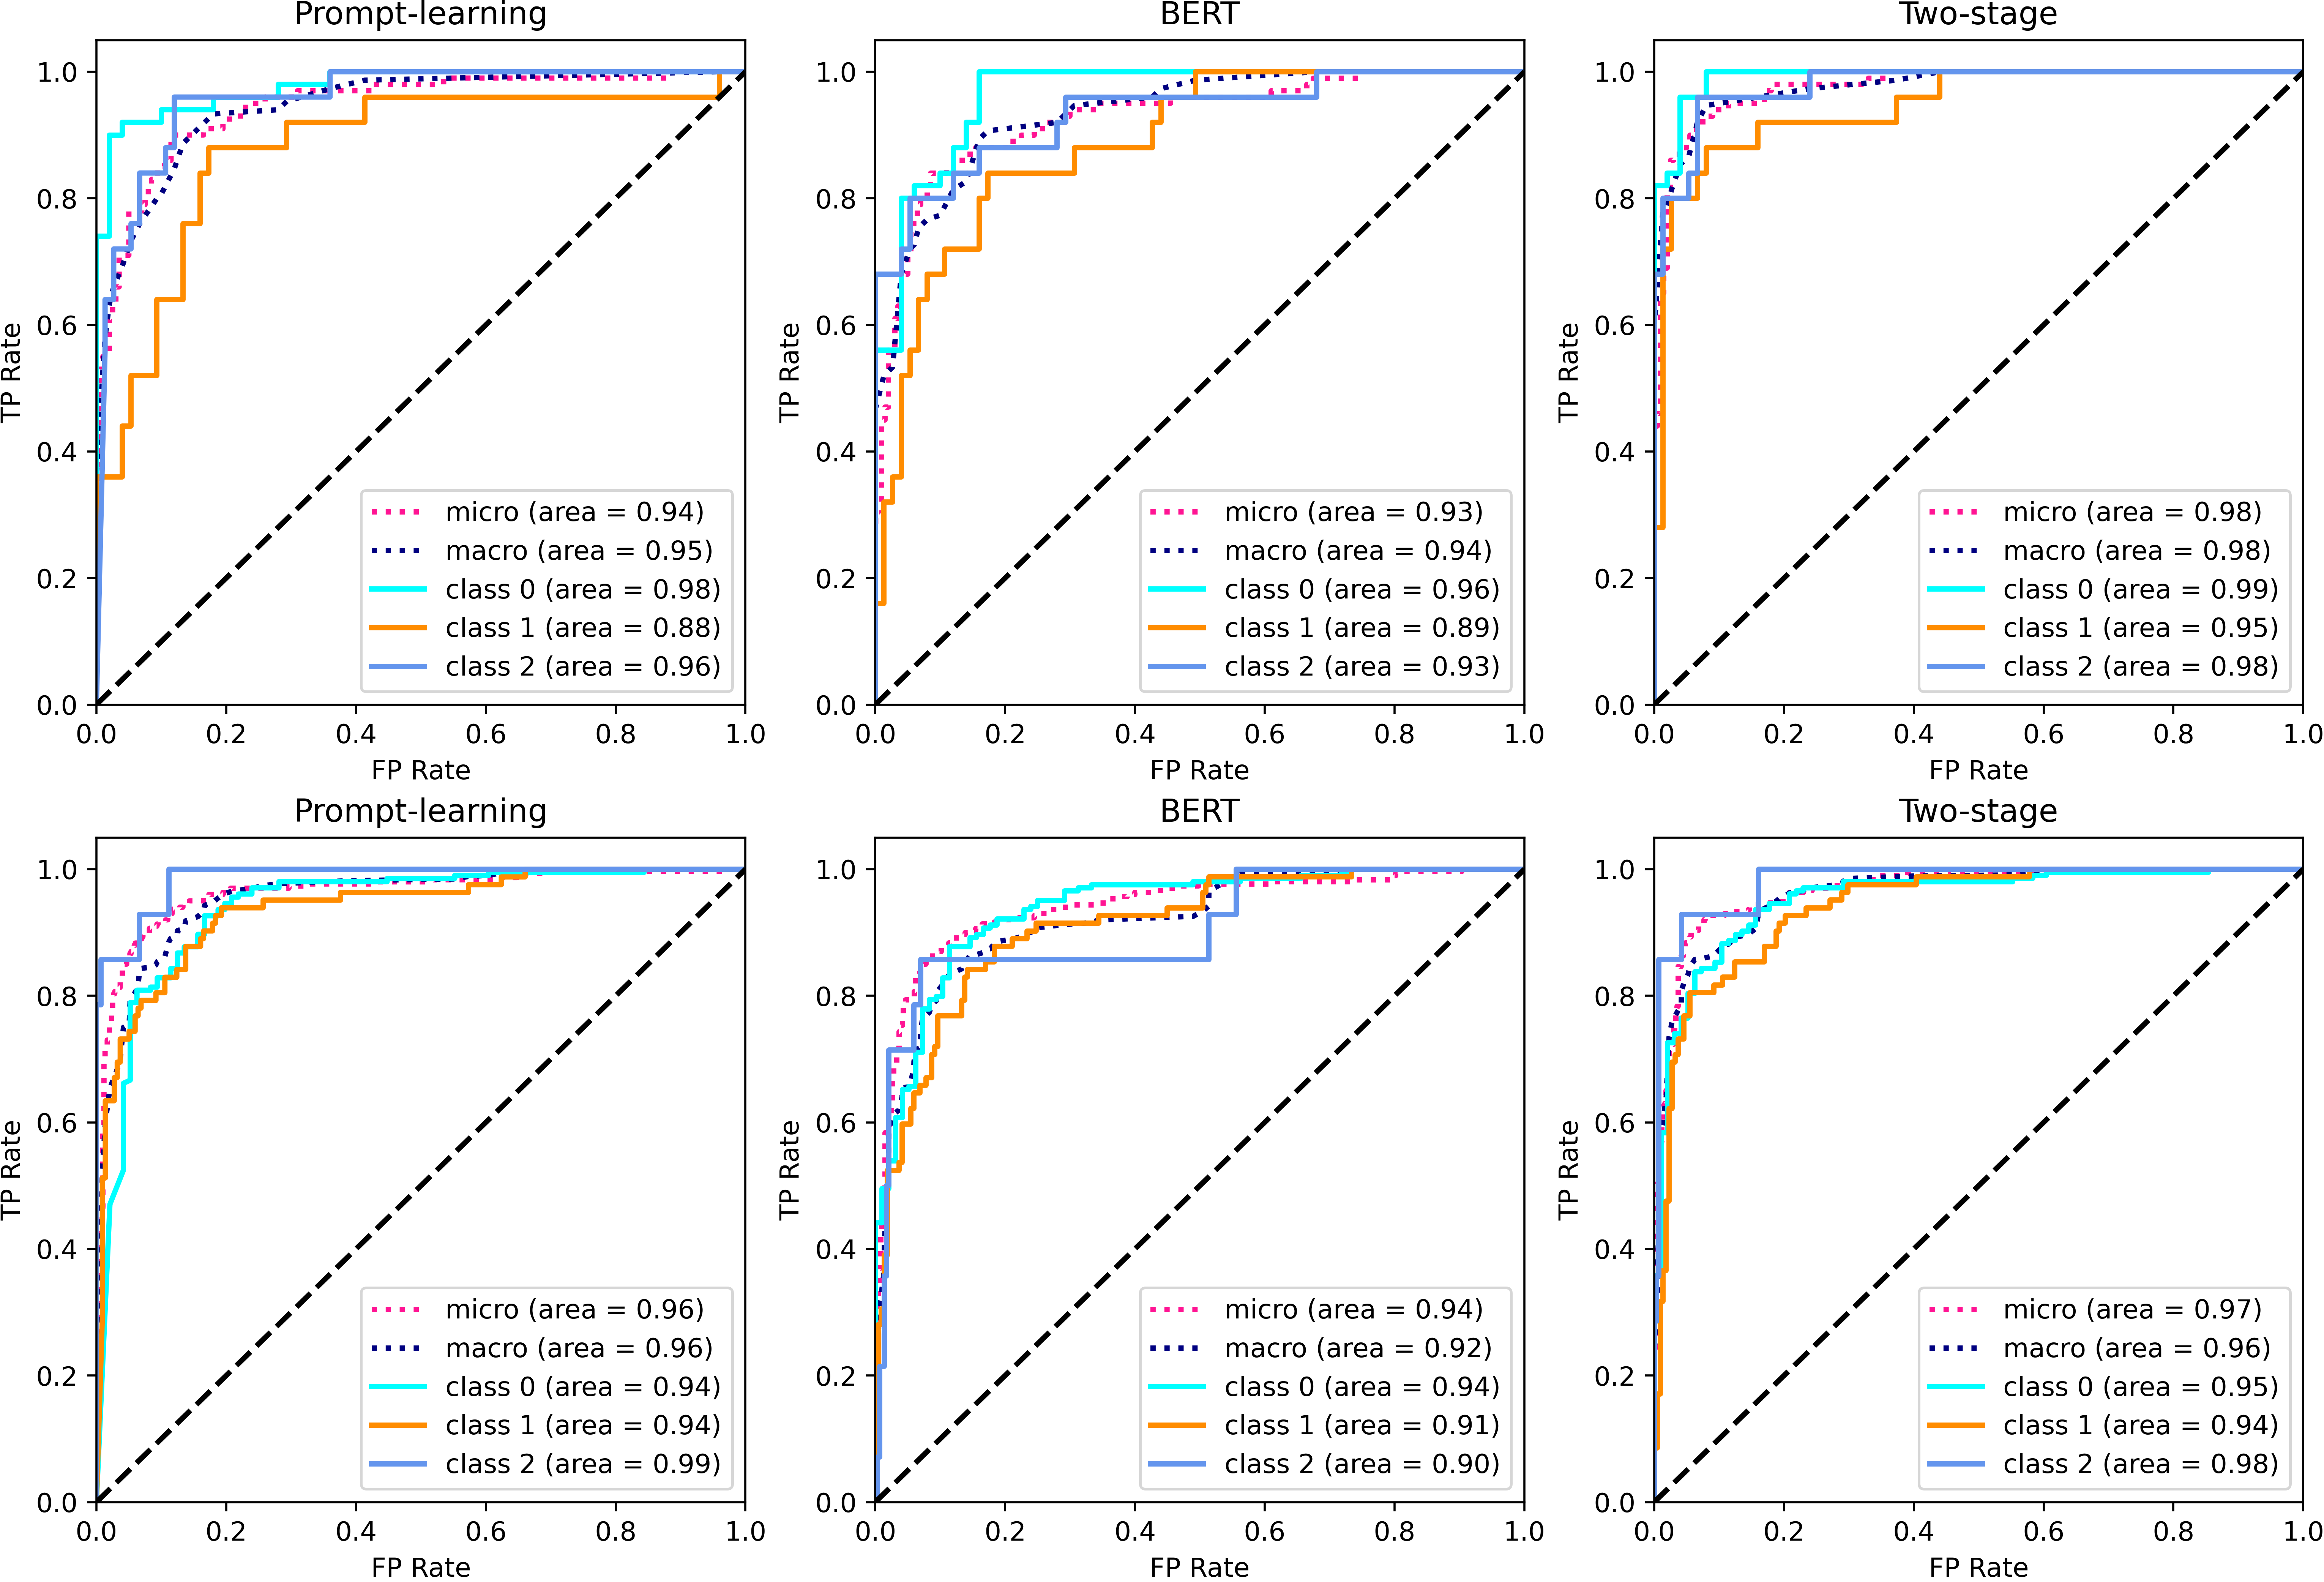 Prompt-learning
TP Rate
1.0
0.8
0.6
0.4
0.2
0.0
micro (area = 0.94)
macro (area = 0.95)
class 0 (area = 0.98)
class 1 (area = 0.88)
class 2 (area = 0.96)
0.0 0.2 0.4 0.6 0.8 1.0
FP Rate
BERT
TP Rate
1.0
0.8
0.6
0.4
0.2
0.0
micro (area = 0.93)
macro (area = 0.94)
class 0 (area = 0.96)
class 1 (area = 0.89)
class 2 (area = 0.93)
0.0 0.2 0.4 0.6 0.8 1.0
FP Rate
Two-stage
TP Rate
1.0
0.8
0.6
0.4
0.2
0.0
micro (area = 0.98)
macro (area = 0.98)
class 0 (area = 0.99)
class 1 (area = 0.95)
class 2 (area = 0.98)
0.0 0.2 0.4 0.6 0.8 1.0
FP Rate
Prompt-learning
TP Rate
1.0
0.8
0.6
0.4
0.2
0.0
micro (area = 0.96)
macro (area = 0.96)
class 0 (area = 0.94)
class 1 (area = 0.94)
class 2 (area = 0.99)
0.0 0.2 0.4 0.6 0.8 1.0
FP Rate
BERT
TP Rate
1.0
0.8
0.6
0.4
0.2
0.0
micro (area = 0.94)
macro (area = 0.92)
class 0 (area = 0.94)
class 1 (area = 0.91)
class 2 (area = 0.90)
0.0 0.2 0.4 0.6 0.8 1.0
FP Rate
Two-stage
TP Rate
1.0
0.8
0.6
0.4
0.2
0.0
micro (area = 0.97)
macro (area = 0.96)
class 0 (area = 0.95)
class 1 (area = 0.94)
class 2 (area = 0.98)
0.0 0.2 0.4 0.6 0.8 1.0
FP Rate